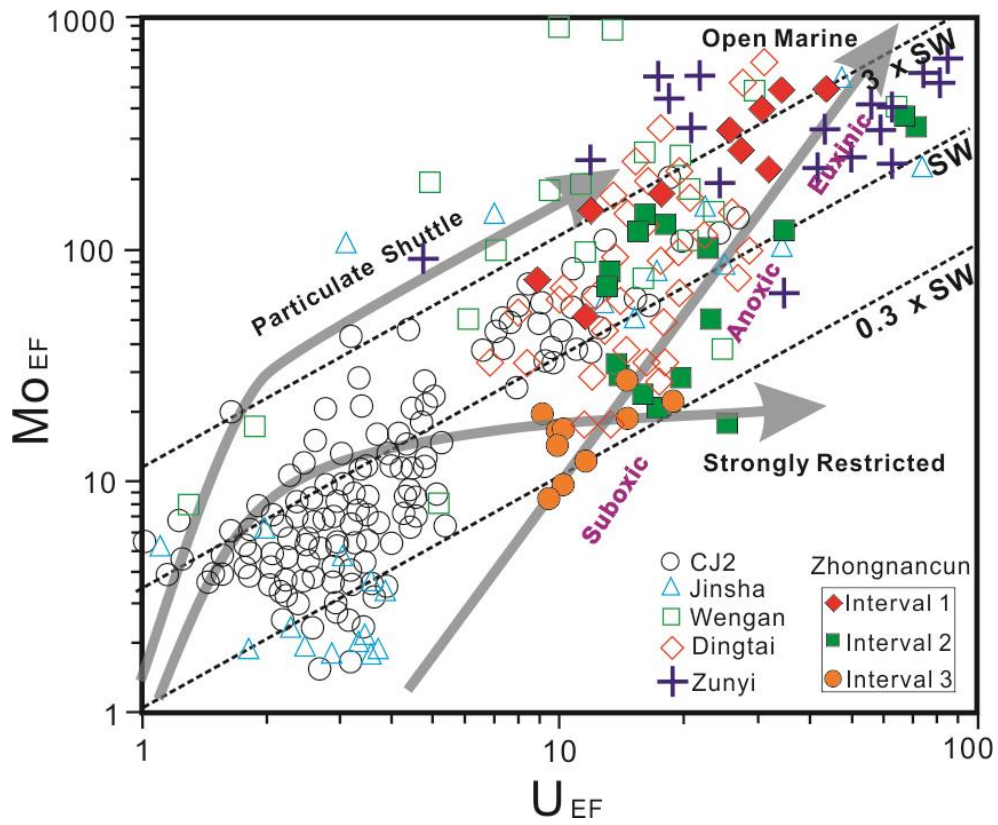 1000
100
10
1
Mo EF
1
10
20
100
U EF
Open Marine
3 x SW
SW
0.3 x SW
Particulate Shuttle
Euxinic
Anoxic
Suboxic
Strongly Restricted
CJ2
Jinsha
Wengan
Dingtai
Zunyi
Zhongnancun
Interval 1
Interval 2
Interval 3